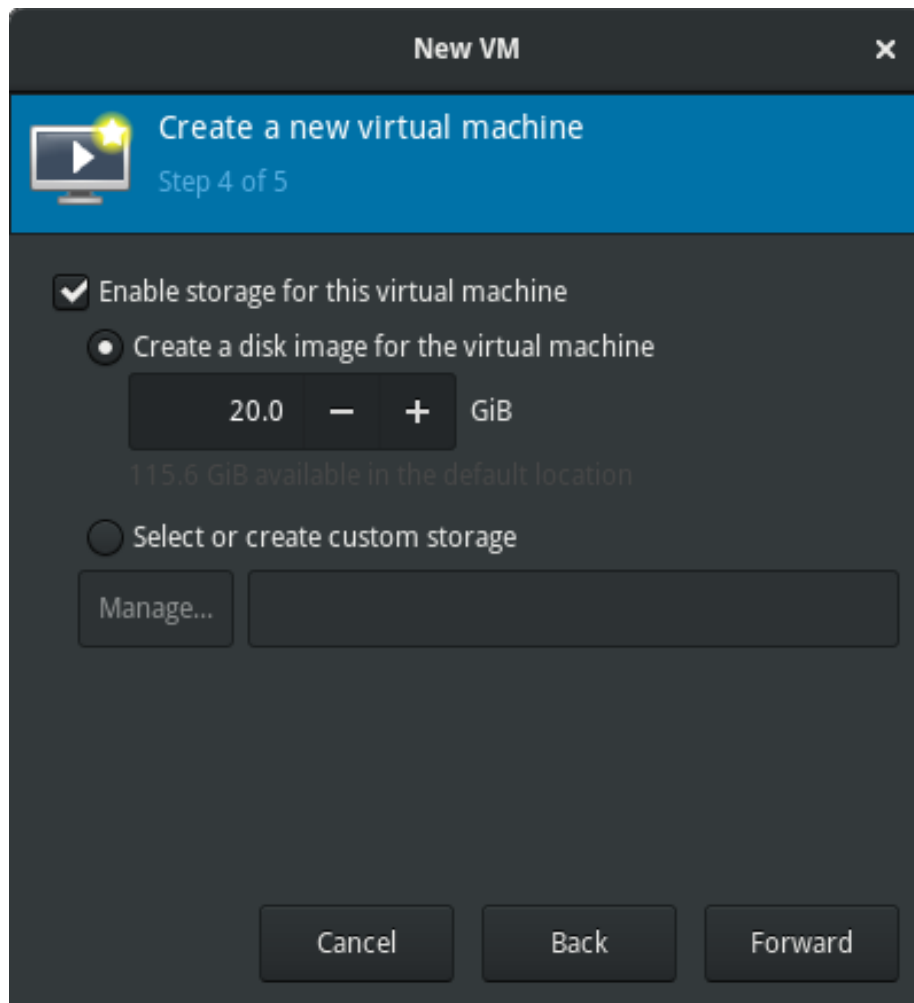 New VM
Create a new virtual machine
Step 4 of 5
Enable storage for this virtual machine
Create a disk image for the virtual machine
20.0 − + GiB
115.6 GiB available in the default location
Select or create custom storage
Manage...
Cancel Back Forward